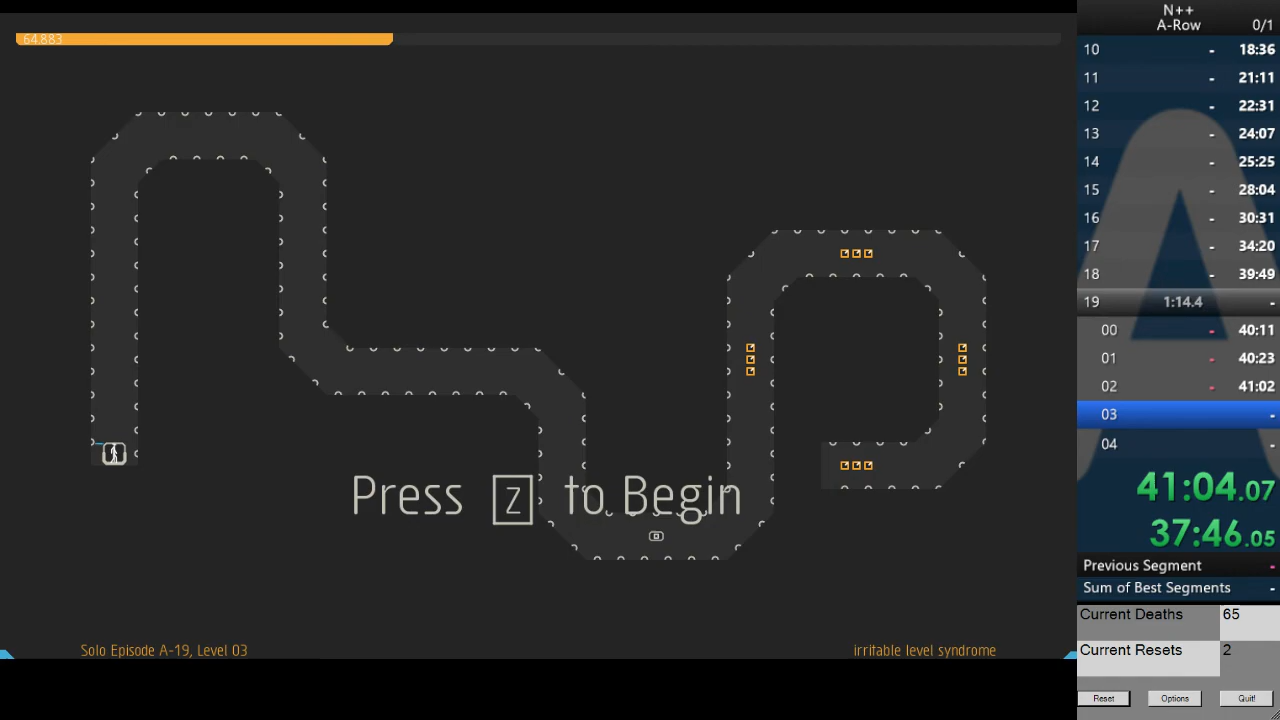 64.883
Press Z to Begin
Solo Episode A-19, Level 03
irritable level syndrome
N++
A-Row 0/1
10 - 18:36
11 - 21:11
12 - 22:31
13 - 24:07
14 - 25:25
15 - 28:04
16 - 30:31
17 - 34:20
18 - 39:49
19 1:14.4 -
00 - 40:11
01 - 40:23
02 - 41:02
03 -
04 -
41:04.07
37:46.05
Previous Segment -
Sum of Best Segments -
Current Deaths 65
Current Resets 2
Reset Options Quit!